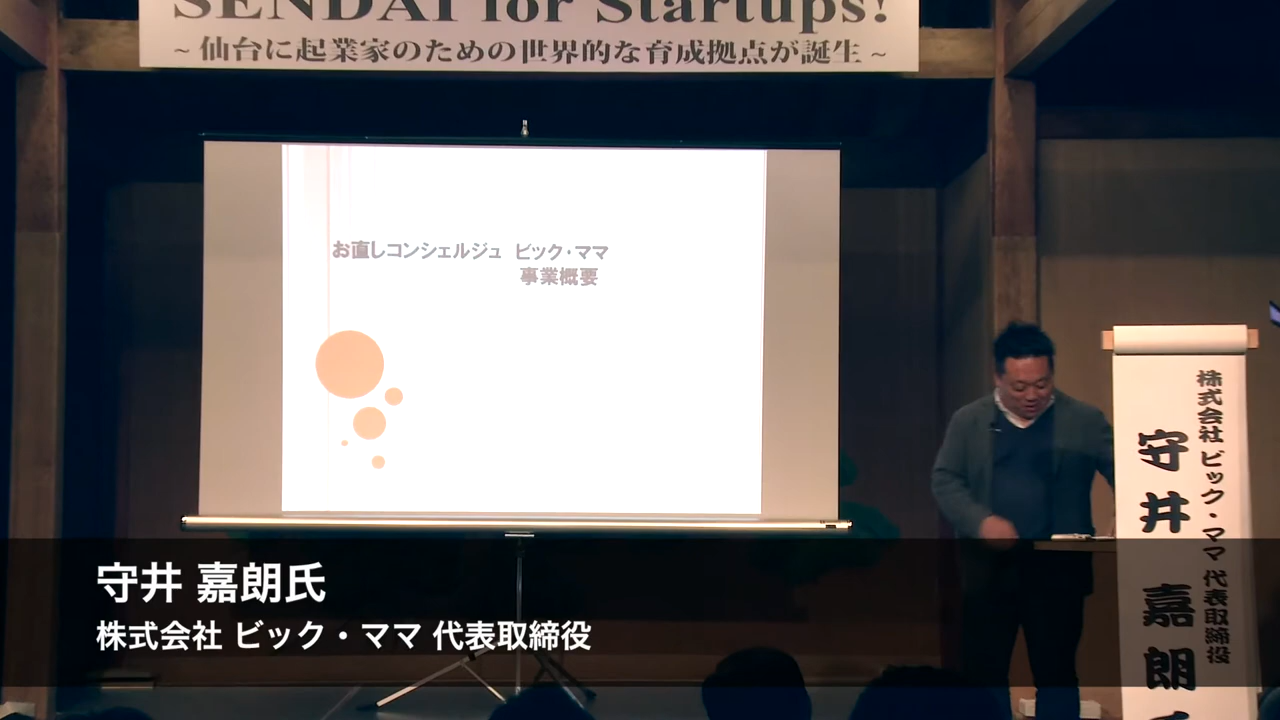 SENDAI for Startups!
~仙台に起業家のための世界的な育成拠点が誕生~
お直しコンシェルジュ ビック・ママ
事業概要
株式会社 ビック・ママ 代表取締役
守井 嘉朗
守井 嘉朗氏
株式会社 ビック・ママ 代表取締役